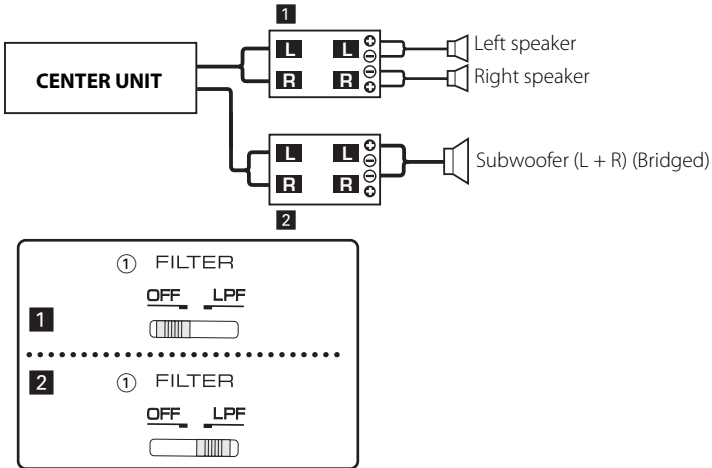 1
L L ⊕ Left speaker
⊖
CENTER UNIT
R R ⊖ Right speaker
⊕
L L ⊕
⊖
Subwoofer (L + R) (Bridged)
R R ⊖
⊕
2
① FILTER
OFF LPF
1
2 ① FILTER
OFF LPF